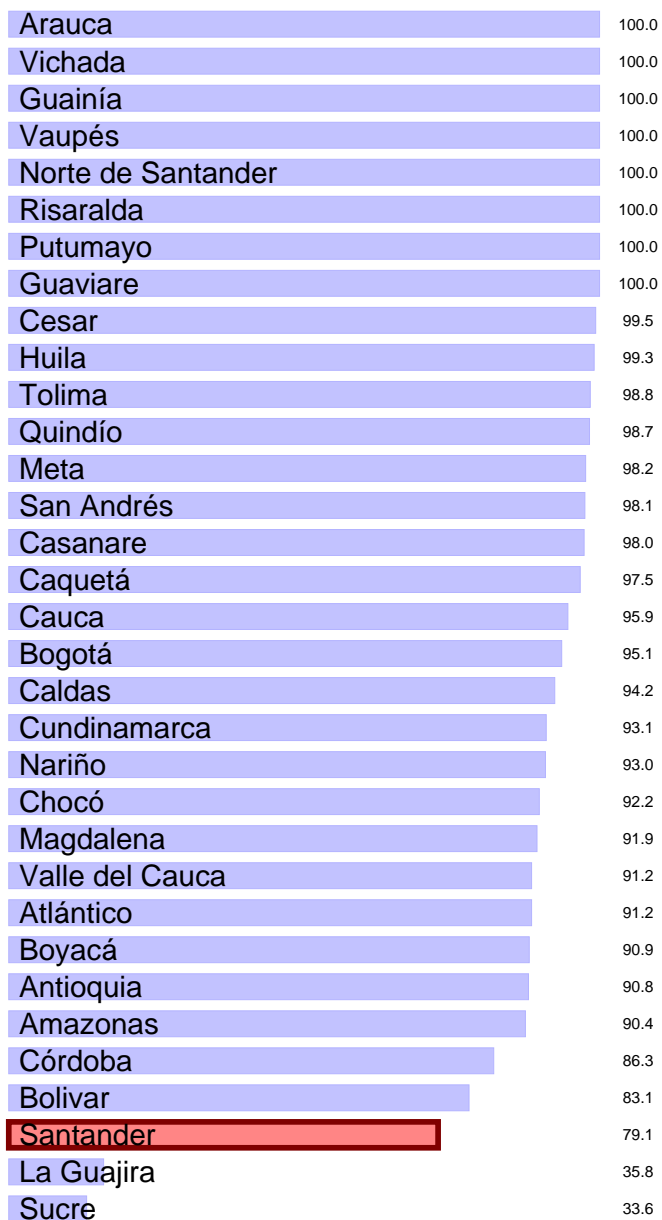 Arauca 100.0
Vichada 100.0
Guainía 100.0
Vaupés 100.0
Norte de Santander 100.0
Risaralda 100.0
Putumayo 100.0
Guaviare 100.0
Cesar 99.5
Huila 99.3
Tolima 98.8
Quindío 98.7
Meta 98.2
San Andrés 98.1
Casanare 98.0
Caquetá 97.5
Cauca 95.9
Bogotá 95.1
Caldas 94.2
Cundinamarca 93.1
Nariño 93.0
Chocó 92.2
Magdalena 91.9
Valle del Cauca 91.2
Atlántico 91.2
Boyacá 90.9
Antioquia 90.8
Amazonas 90.4
Córdoba 86.3
Bolivar 83.1
Santander 79.1
La Guajira 35.8
Sucre 33.6